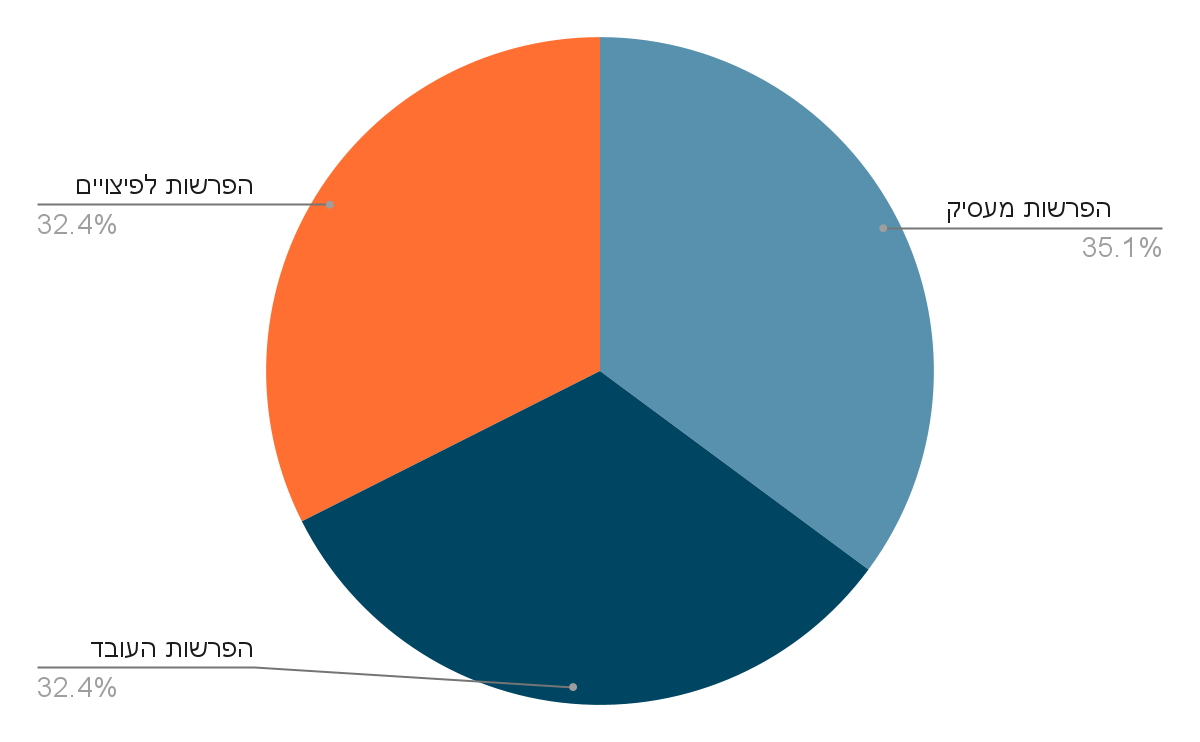 הפרשות לפיצויים
32.4%
הפרשות מעסיק
35.1%
הפרשות העובד
32.4%